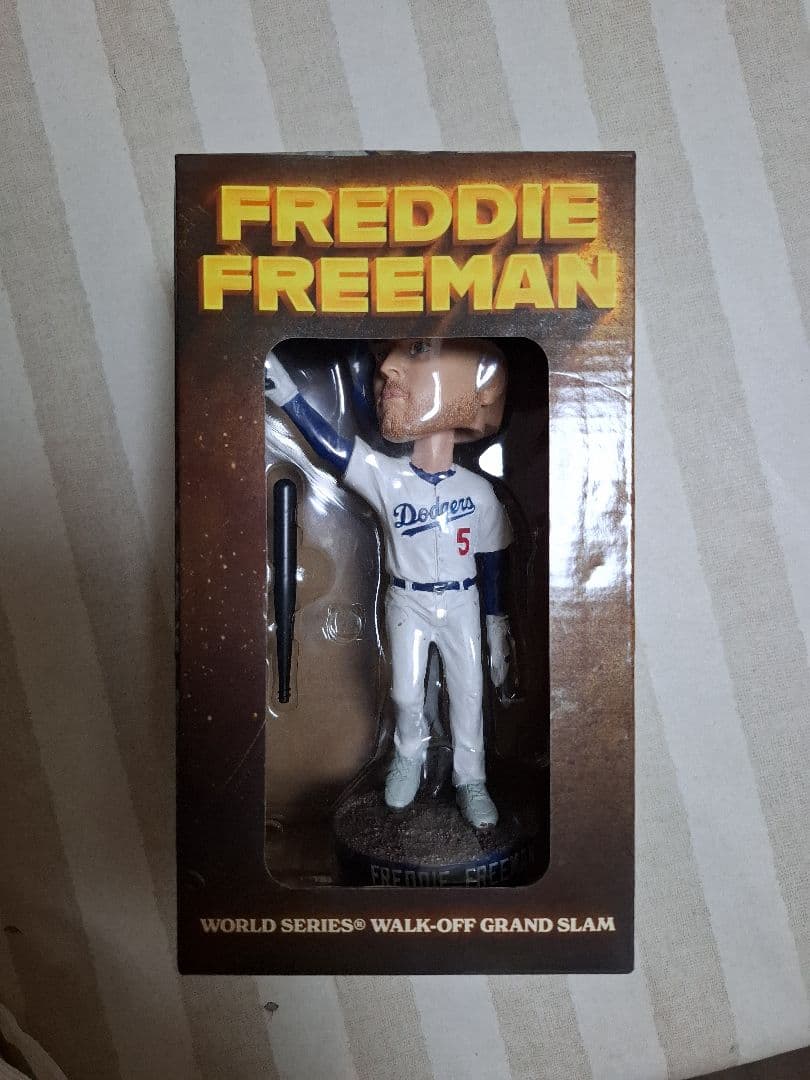 FREDDIE
FREEMAN
Dodgers
5
FREDDIE FREEMAN
WORLD SERIES® WALK-OFF GRAND SLAM